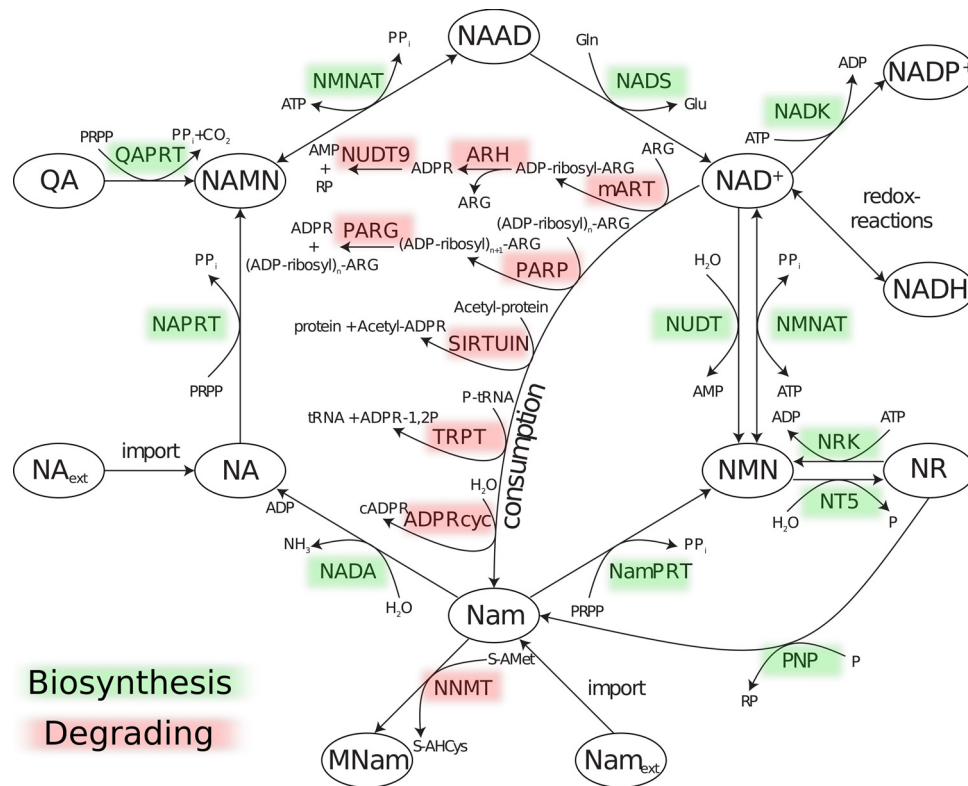 NAAD
PPi
Gln
NMNAT
NADS
ATP
Glu
ADP
NADP+
NADK
ATP
PRPP
PPi+CO2
QAPRT
QA
NAMN
AMP
+
RP
NUDT9
ADPR
ARH
ADP-ribosyl-ARG
ARG
ARG
mART
NAD+
redox-
reactions
ADPR
+
(ADP-ribosyl)n-ARG
PARG
(ADP-ribosyl)n+1-ARG
(ADP-ribosyl)n-ARG
PARP
NADH
PPi
NAPRT
PRPP
Acetyl-protein
protein +Acetyl-ADPR
SIRTUIN
H2O
PPi
NUDT
NMNAT
AMP
ATP
P-tRNA
tRNA +ADPR-1,2P
TRPT
consumption
ADP
ATP
NRK
NAext
import
NA
NMN
NR
NT5
H2O
P
ADP
H2O
cADPR
ADPRcyc
NH3
NADA
H2O
PPi
NamPRT
PRPP
Nam
PNP
P
RP
S-AMet
NNMT
import
S-AHCys
MNam
Namext
Biosynthesis
Degrading